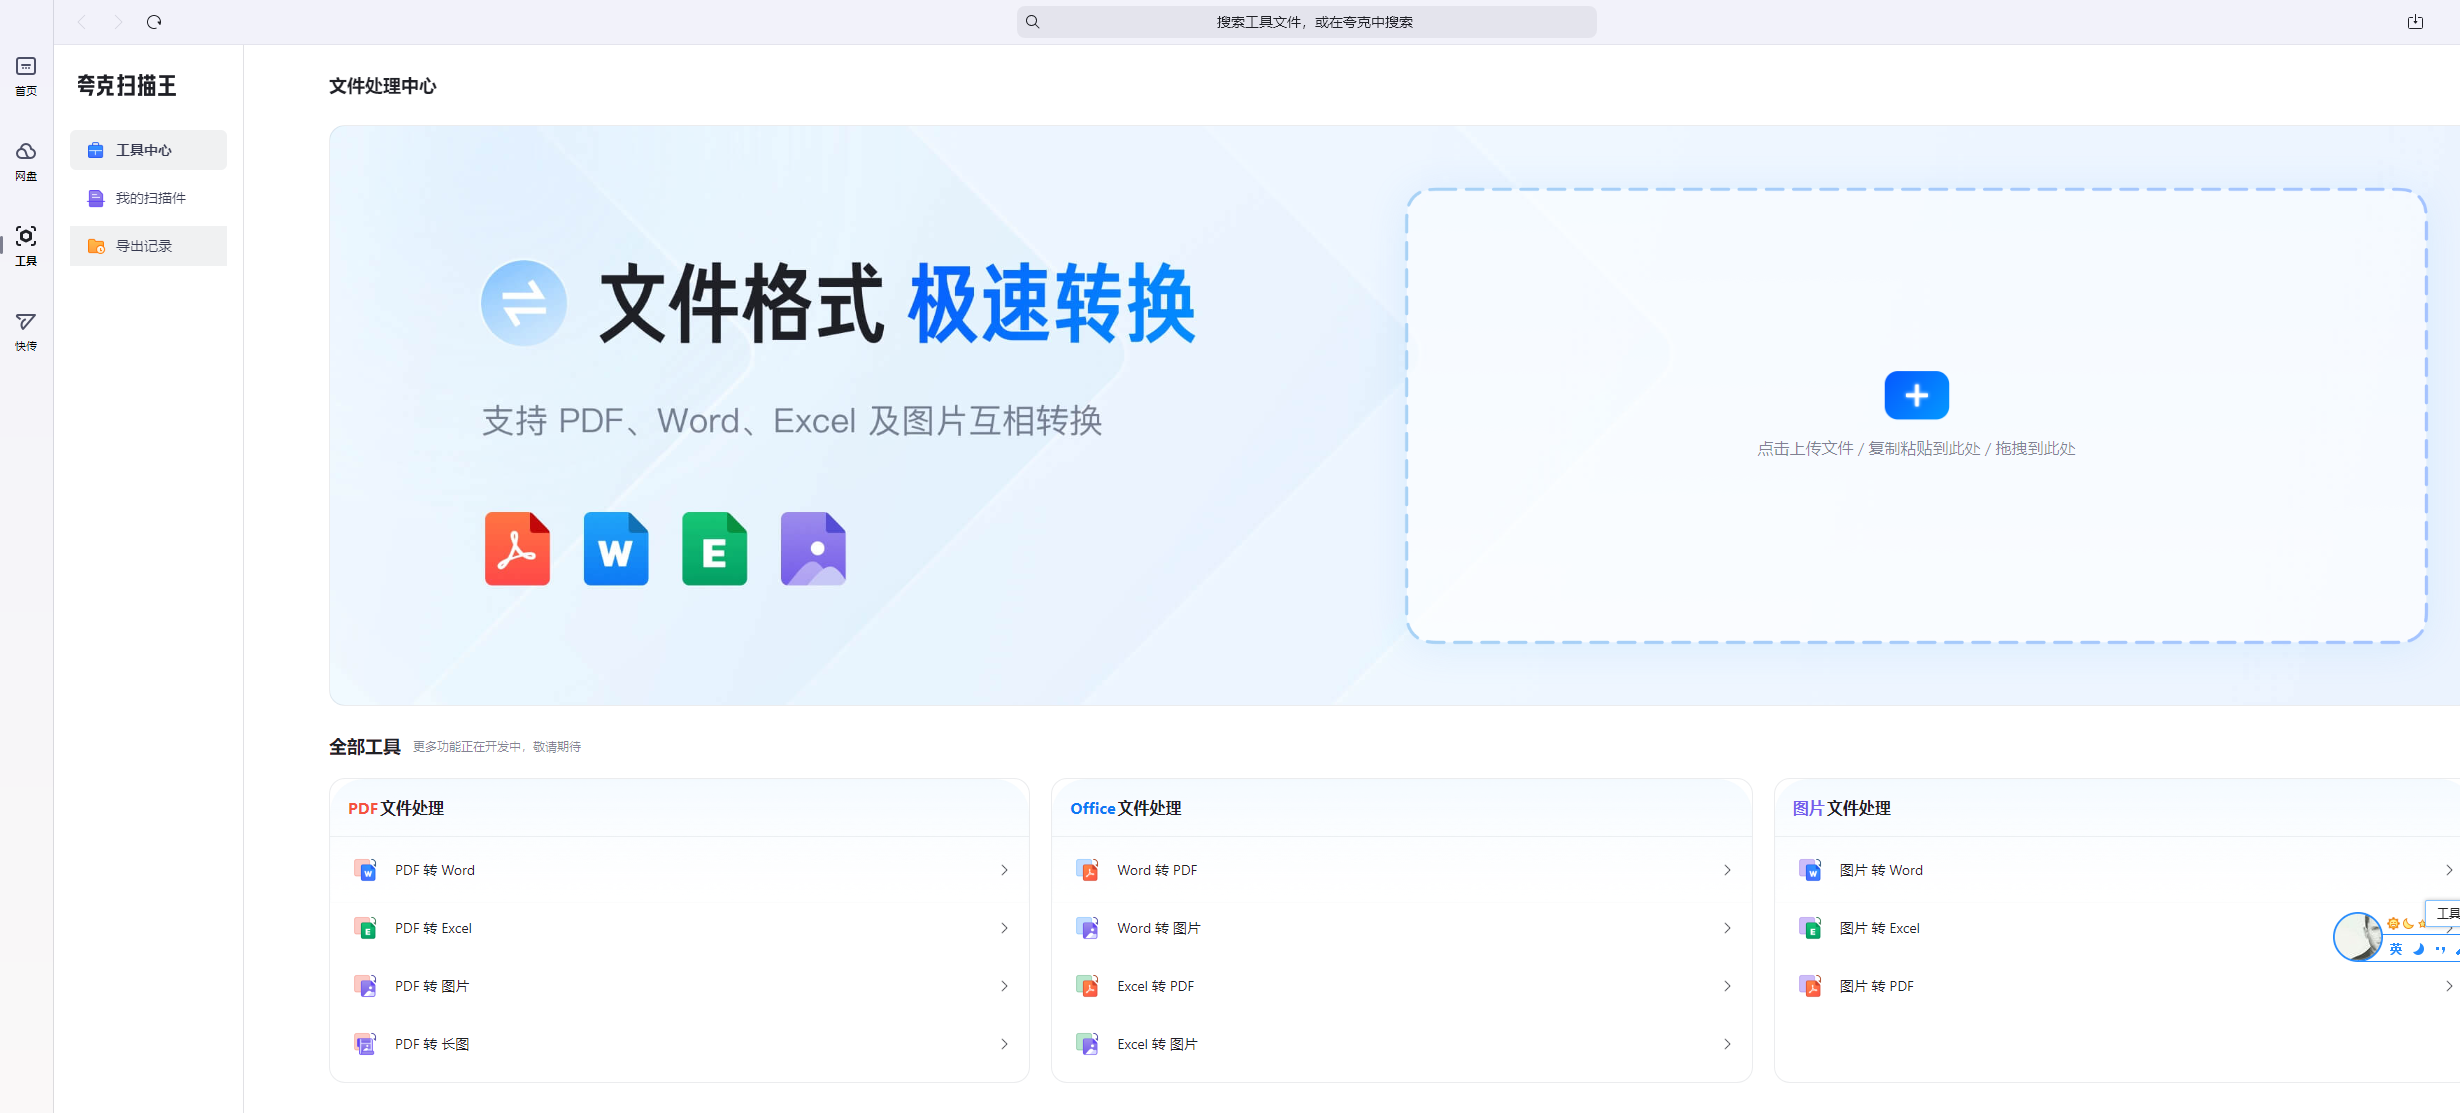 搜索工具文件，或在夸克中搜索
首页
网盘
工具
快传
夸克扫描王
工具中心
我的扫描件
导出记录
文件处理中心
文件格式 极速转换
支持 PDF、Word、Excel 及图片互相转换
W
E
点击上传文件 / 复制粘贴到此处 / 拖拽到此处
全部工具 更多功能正在开发中，敬请期待
PDF文件处理
PDF 转 Word
PDF 转 Excel
PDF 转 图片
PDF 转 长图
Office文件处理
Word 转 PDF
Word 转 图片
Excel 转 PDF
Excel 转 图片
图片文件处理
图片 转 Word
图片 转 Excel
图片 转 PDF
工具
英